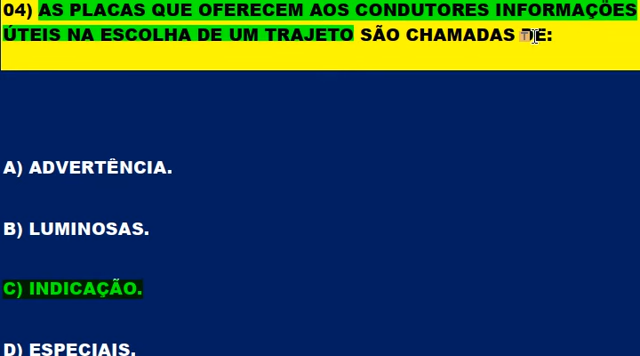 04) AS PLACAS QUE OFERECEM AOS CONDUTORES INFORMAÇÕES
ÚTEIS NA ESCOLHA DE UM TRAJETO SÃO CHAMADAS DE:
A) ADVERTÊNCIA.
B) LUMINOSAS.
C) INDICAÇÃO.
D) ESPECIAIS.